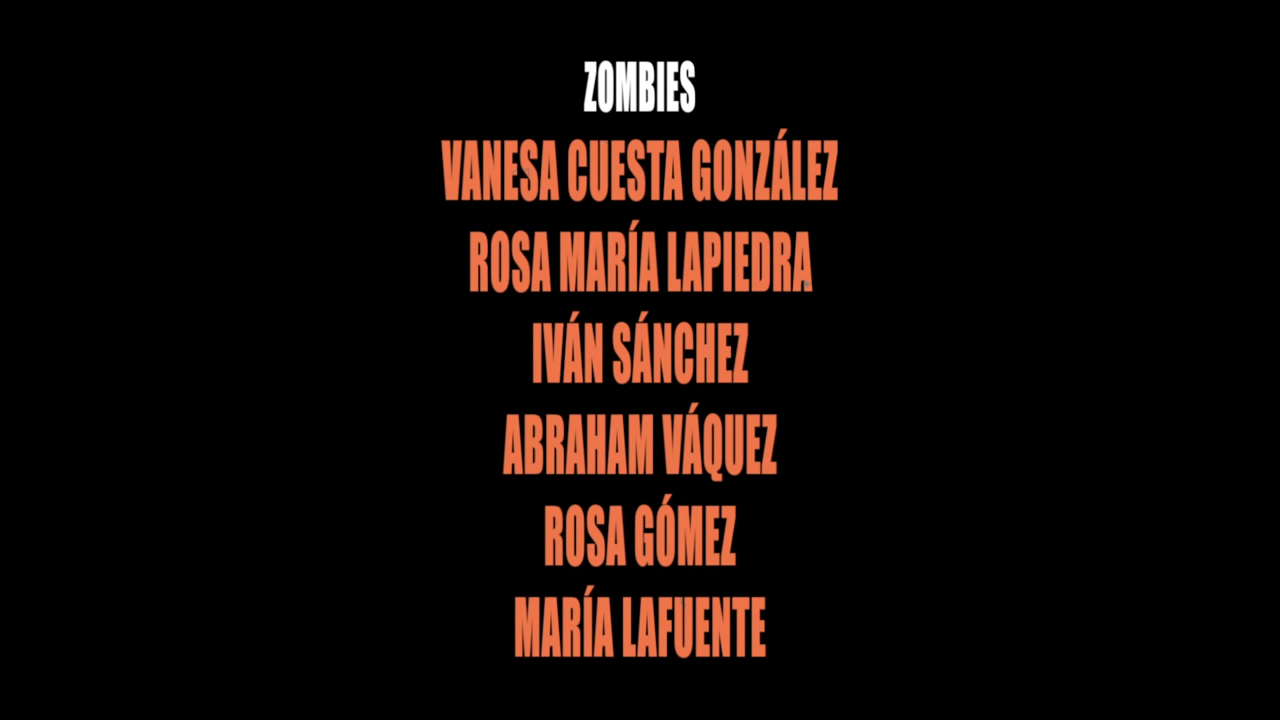 ZOMBIES
VANESA CUESTA GONZÁLEZ
ROSA MARÍA LAPIEDRA
IVÁN SÁNCHEZ
ABRAHAM VÁQUEZ
ROSA GÓMEZ
MARÍA LAFUENTE